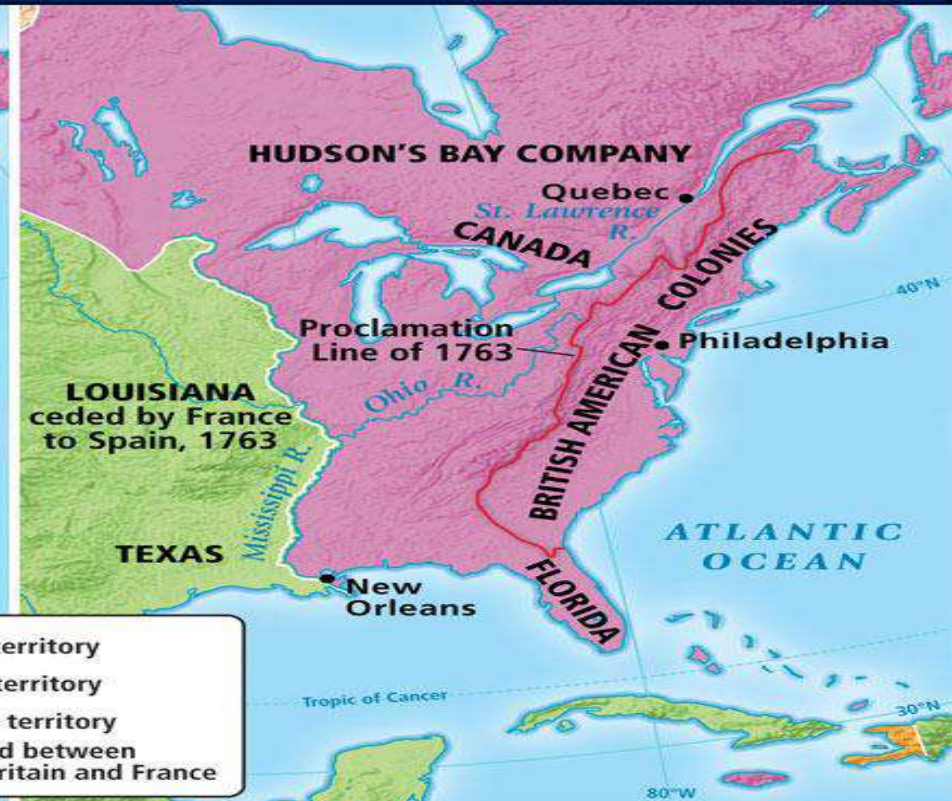 HUDSON'S BAY COMPANY
Quebec
St. Lawrence
R.
CANADA
BRITISH AMERICAN COLONIES
40°N
Proclamation
Line of 1763
Philadelphia
Ohio R.
LOUISIANA
ceded by France
to Spain, 1763
Mississippi R.
TEXAS
ATLANTIC
OCEAN
New
Orleans
FLORIDA
territory
territory
territory
between
ritain and France
Tropic of Cancer
30°N
80°W